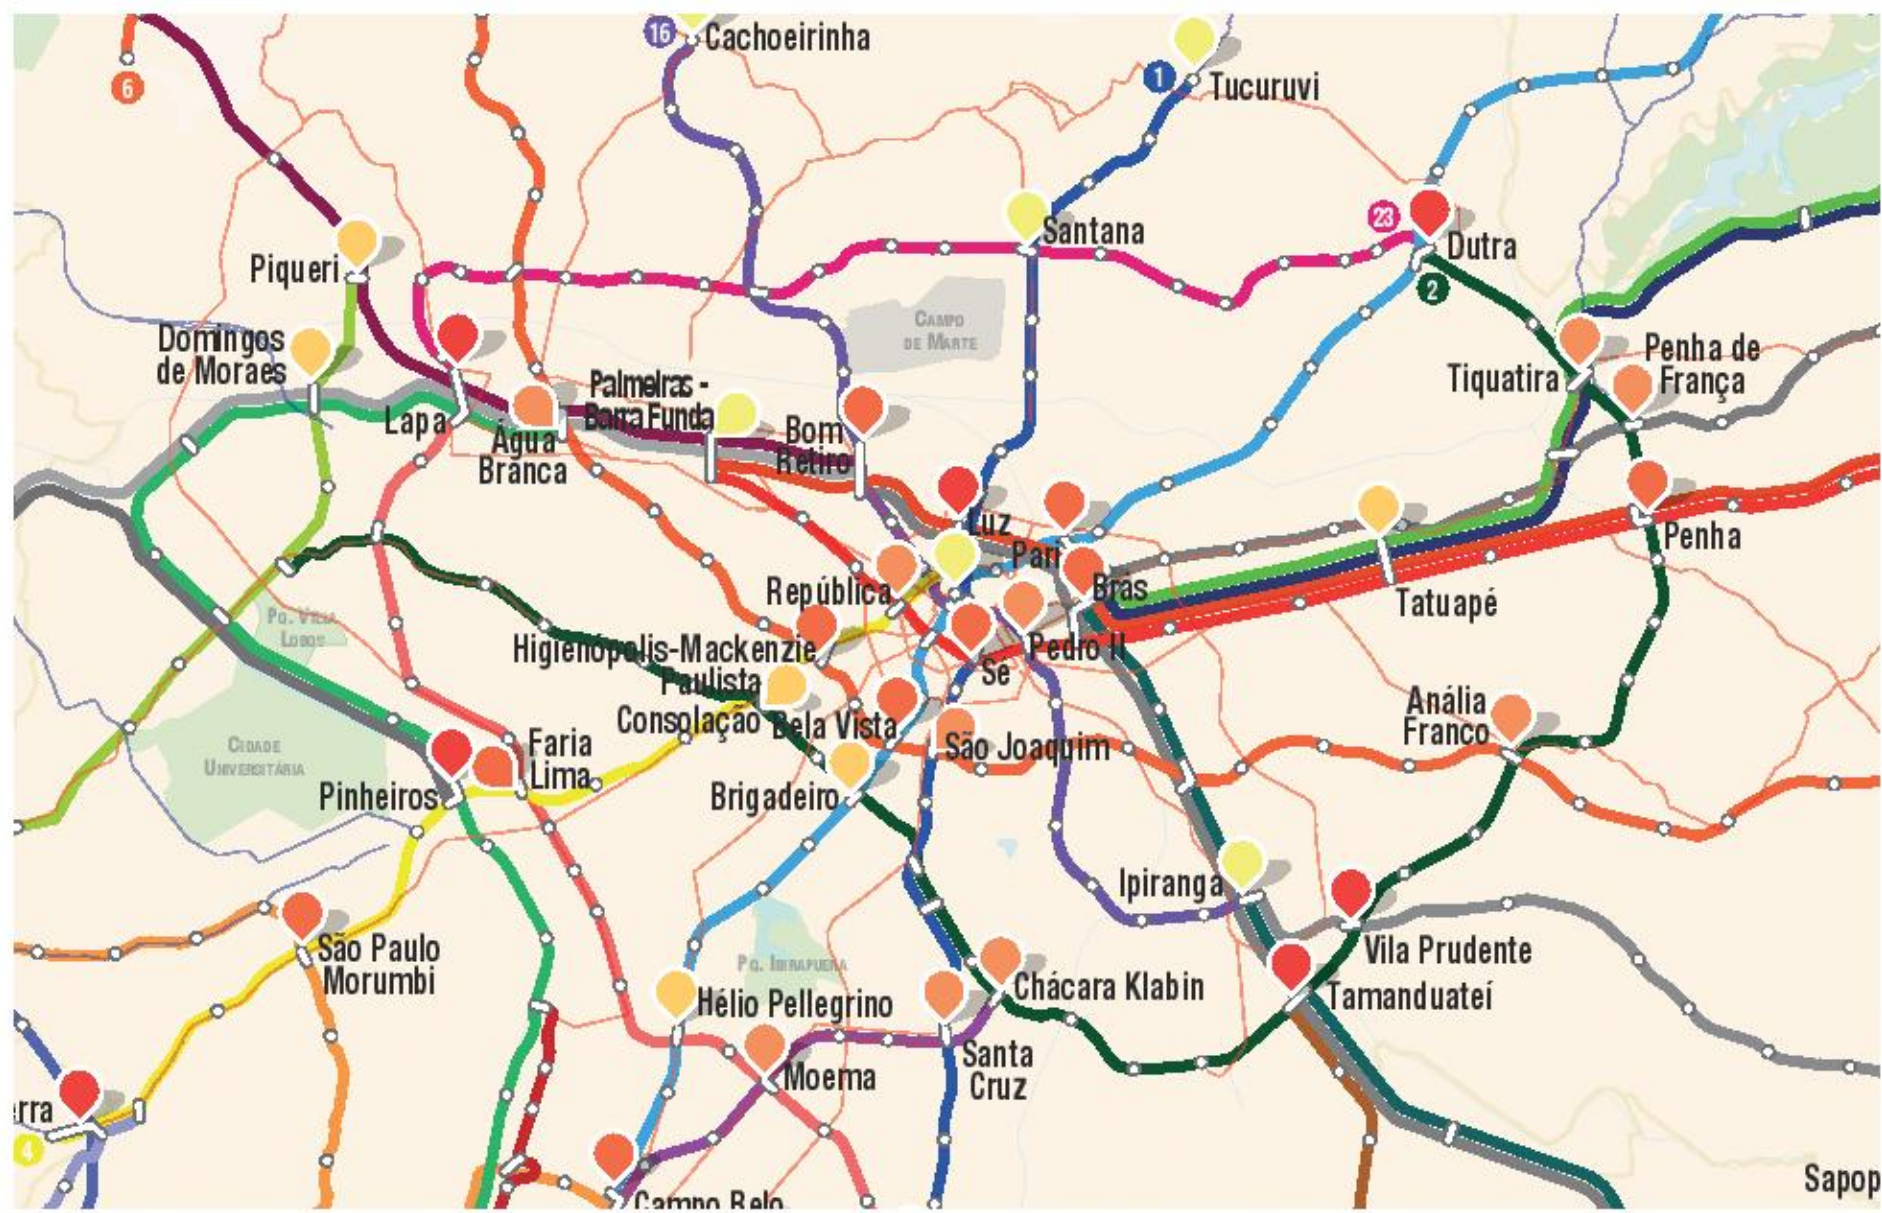 16
Cachoeirinha
6
1
Tucuruvi
23
Santana
Dutra
2
Piqueri
CAMPO
DE MARTE
Domingos
de Moraes
Penha de
França
Tiquatira
Palmeiras -
Barra Funda
Lapa
Água
Branca
Bom
Retiro
Luz
Pari
Penha
República
Brás
Tatuapé
PQ. VILLA
LOBOS
Higienópolis-Mackenzie
Pedro II
Sé
Paulista
Consolação
Bela Vista
Anália
Franco
São Joaquim
CIDADE
UNIVERSITÁRIA
Faria
Lima
Pinheiros
Brigadeiro
Ipiranga
São Paulo
Morumbi
PQ. IBIRAPUERA
Vila Prudente
Chácara Klabin
Tamanduateí
Hélio Pellegrino
Santa
Cruz
Moema
erra
4
Sapop
Campo Belo